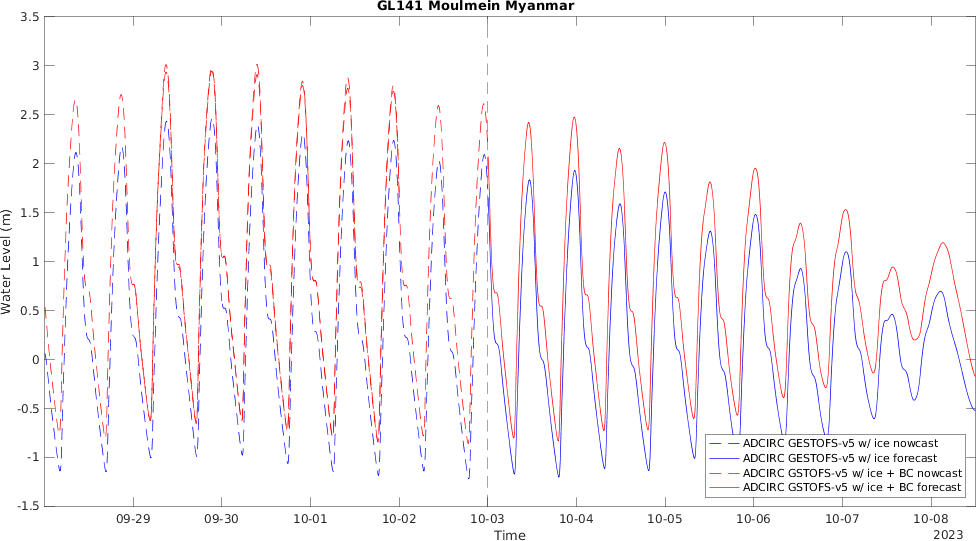 GL141 Moulmein Myanmar
3.5
3
2.5
2
1.5
1
0.5
0
-0.5
-1
-1.5
Water Level (m)
09-29 09-30 10-01 10-02 10-03 10-04 10-05 10-06 10-07 10-08
Time
2023
ADCIRC GESTOFS-v5 w/ ice nowcast
ADCIRC GESTOFS-v5 w/ ice forecast
ADCIRC GSTOFS-v5 w/ ice + BC nowcast
ADCIRC GSTOFS-v5 w/ ice + BC forecast